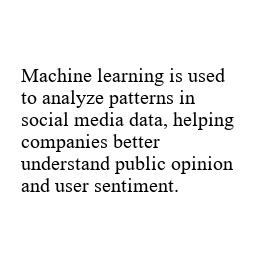 Machine learning is used
to analyze patterns in
social media data, helping
companies better
understand public opinion
and user sentiment.